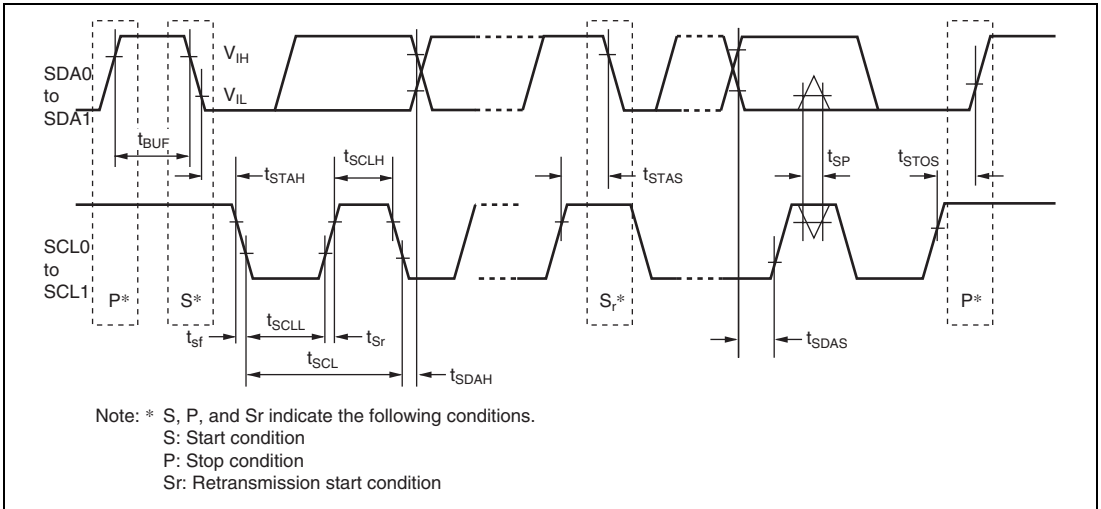 SDA0
to
SDA1
V_IH
V_IL
t_BUF
t_STAH
t_SCLH
t_STAS
t_SP
t_STOS
SCL0
to
SCL1
P*
S*
S_r*
P*
t_sf
t_SCLL
t_Sr
t_SCL
t_SDAH
t_SDAS
Note: * S, P, and Sr indicate the following conditions.
S: Start condition
P: Stop condition
Sr: Retransmission start condition